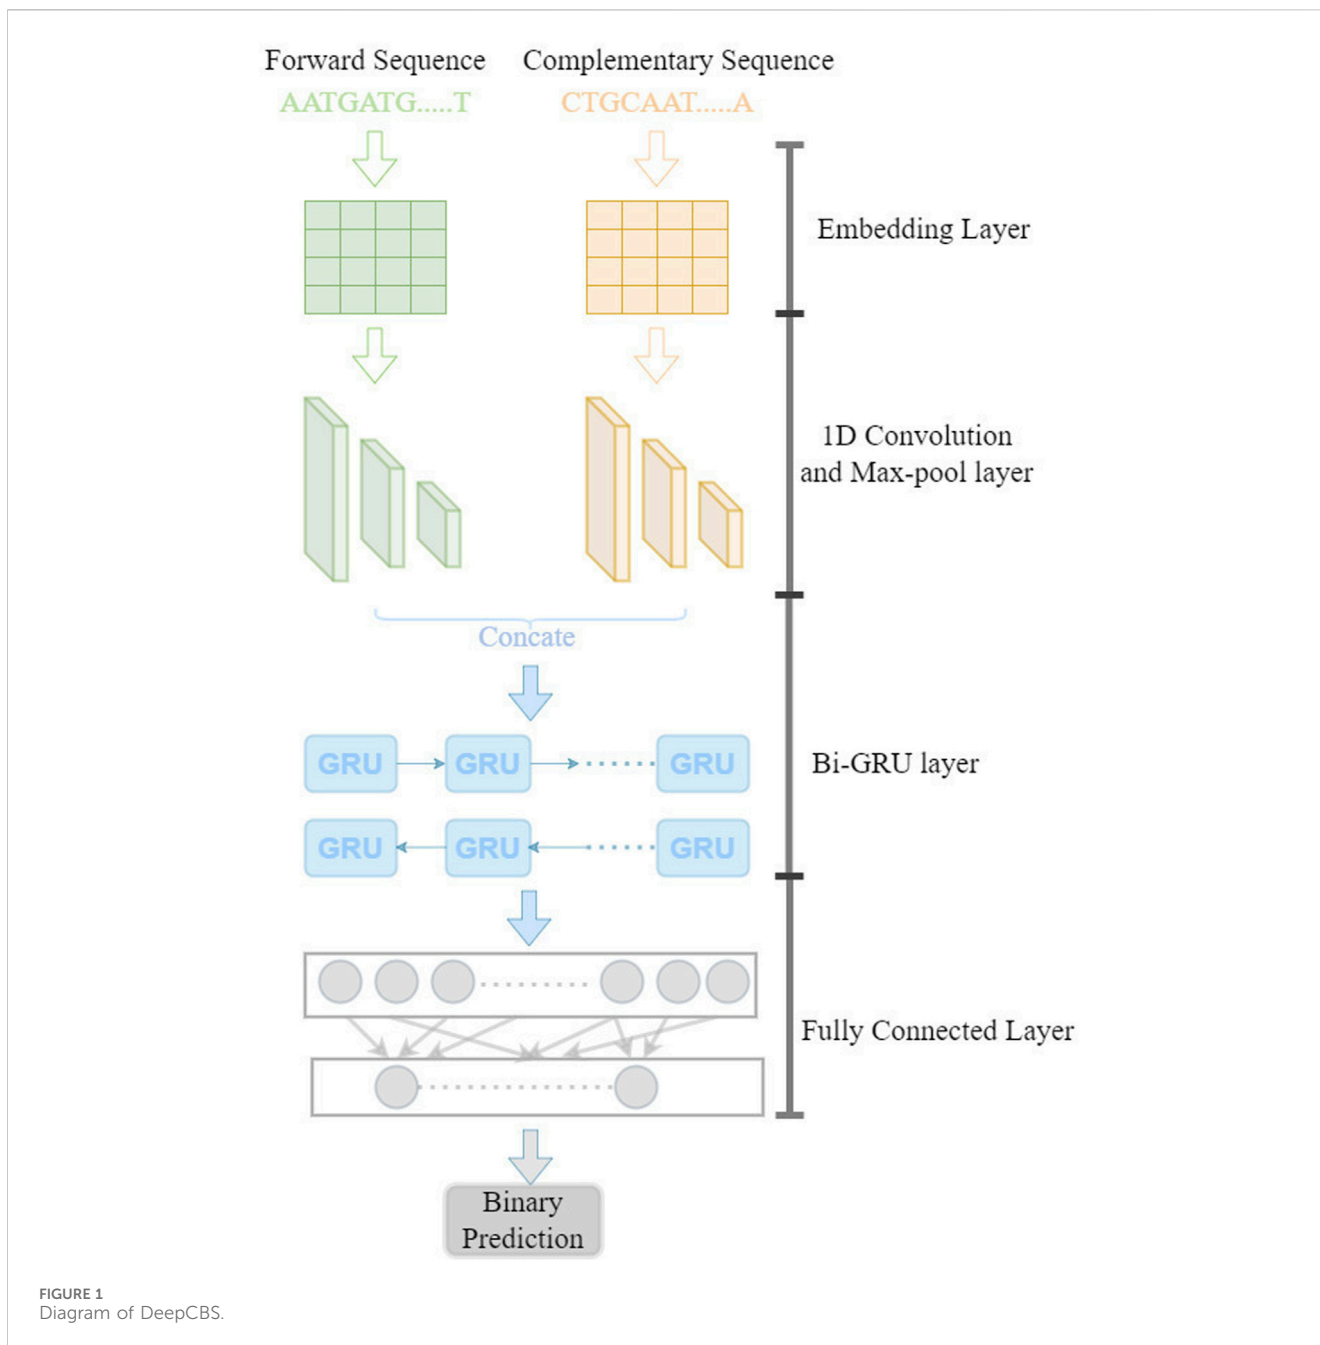 Forward Sequence
Complementary Sequence
AATGATG.....T
CTGCAAT.....A
Embedding Layer
1D Convolution
and Max-pool layer
Concate
GRU GRU GRU
Bi-GRU layer
GRU GRU GRU
Fully Connected Layer
Binary
Prediction
FIGURE 1
Diagram of DeepCBS.